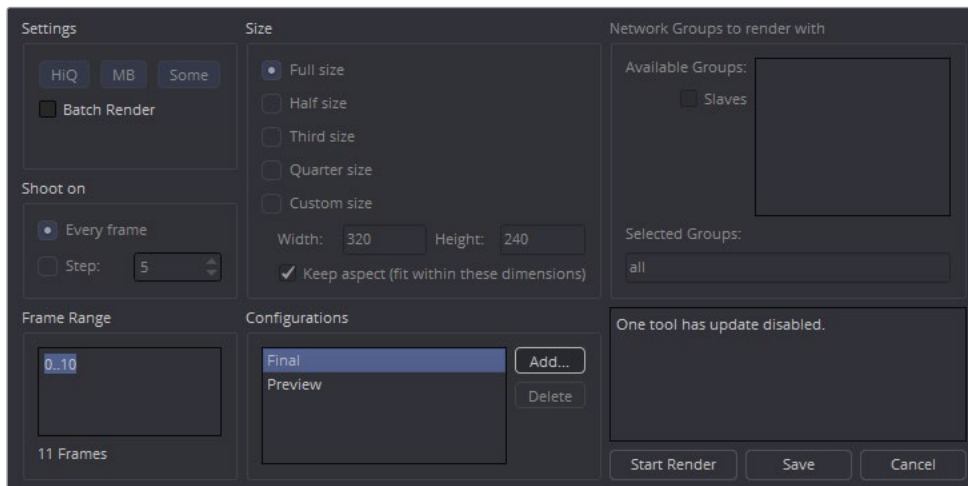 Settings
HiQ MB Some
Batch Render
Shoot on
Every frame
Step: 5
Frame Range
0..10
11 Frames
Size
Full size
Half size
Third size
Quarter size
Custom size
Width: 320 Height: 240
Keep aspect (fit within these dimensions)
Configurations
Final
Preview
Add...
Delete
Network Groups to render with
Available Groups:
Slaves
Selected Groups:
all
One tool has update disabled.
Start Render Save Cancel